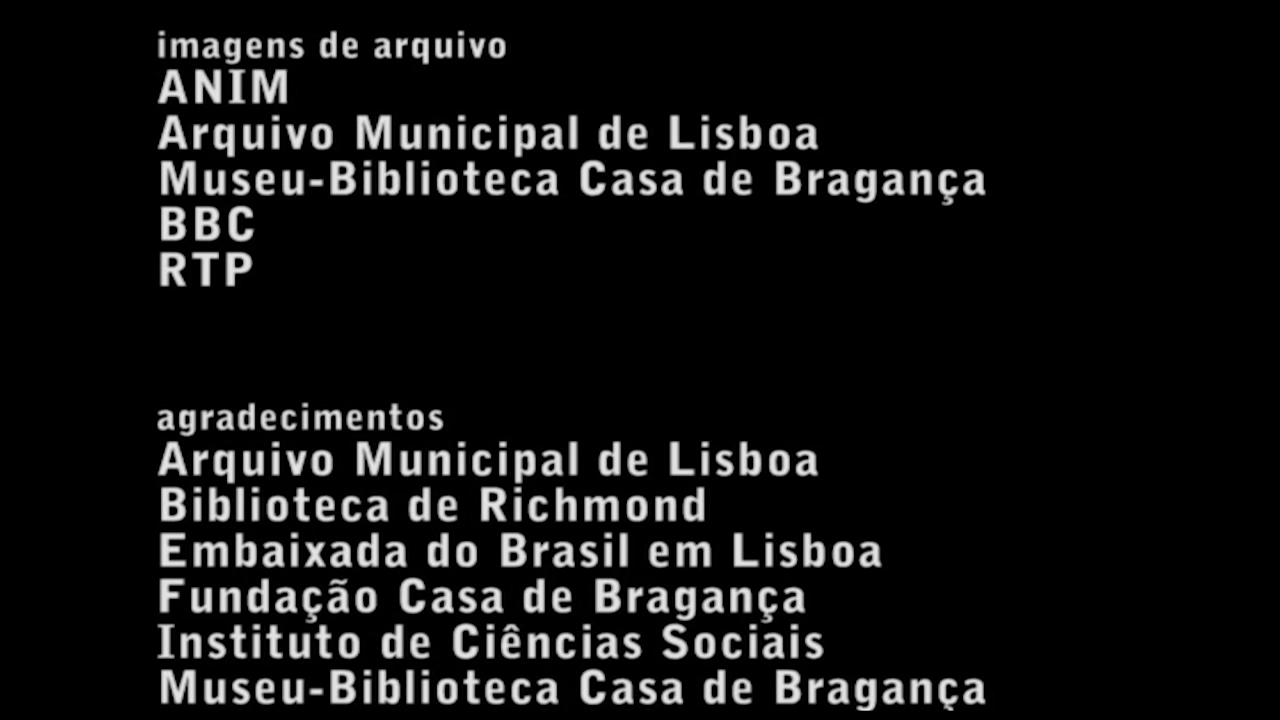 imagens de arquivo
ANIM
Arquivo Municipal de Lisboa
Museu-Biblioteca Casa de Bragança
BBC
RTP
agradecimentos
Arquivo Municipal de Lisboa
Biblioteca de Richmond
Embaixada do Brasil em Lisboa
Fundação Casa de Bragança
Instituto de Ciências Sociais
Museu-Biblioteca Casa de Bragança